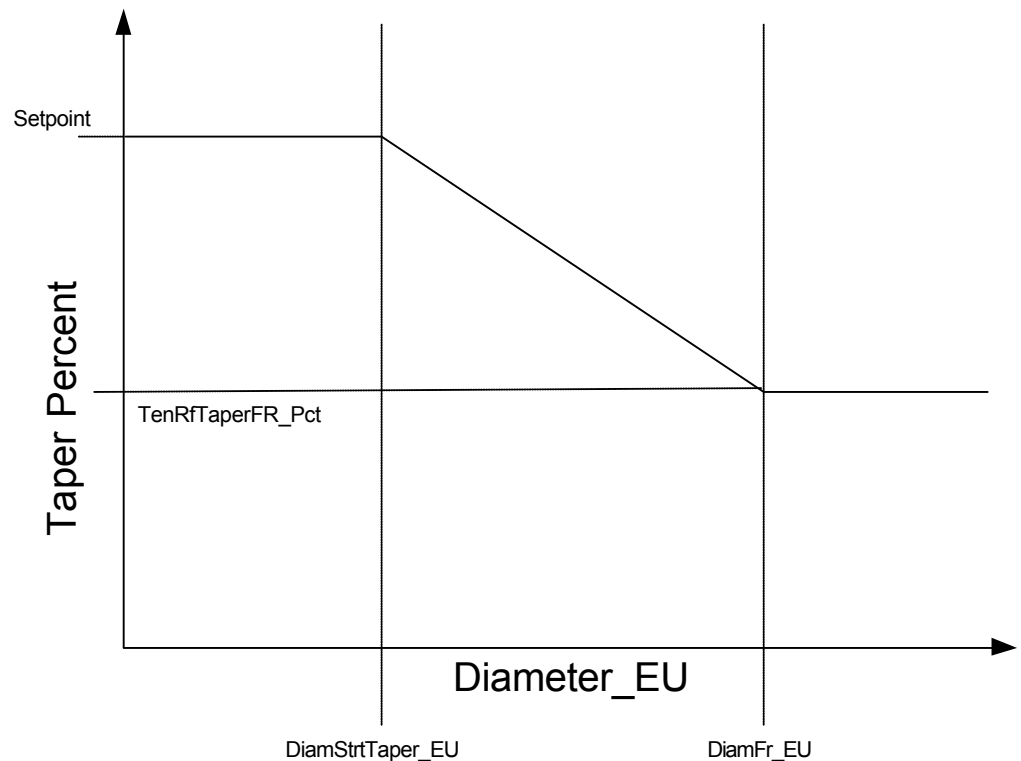 Setpoint
Taper Percent
TenRfTaperFR_Pct
Diameter_EU
DiamStrtTaper_EU
DiamFr_EU